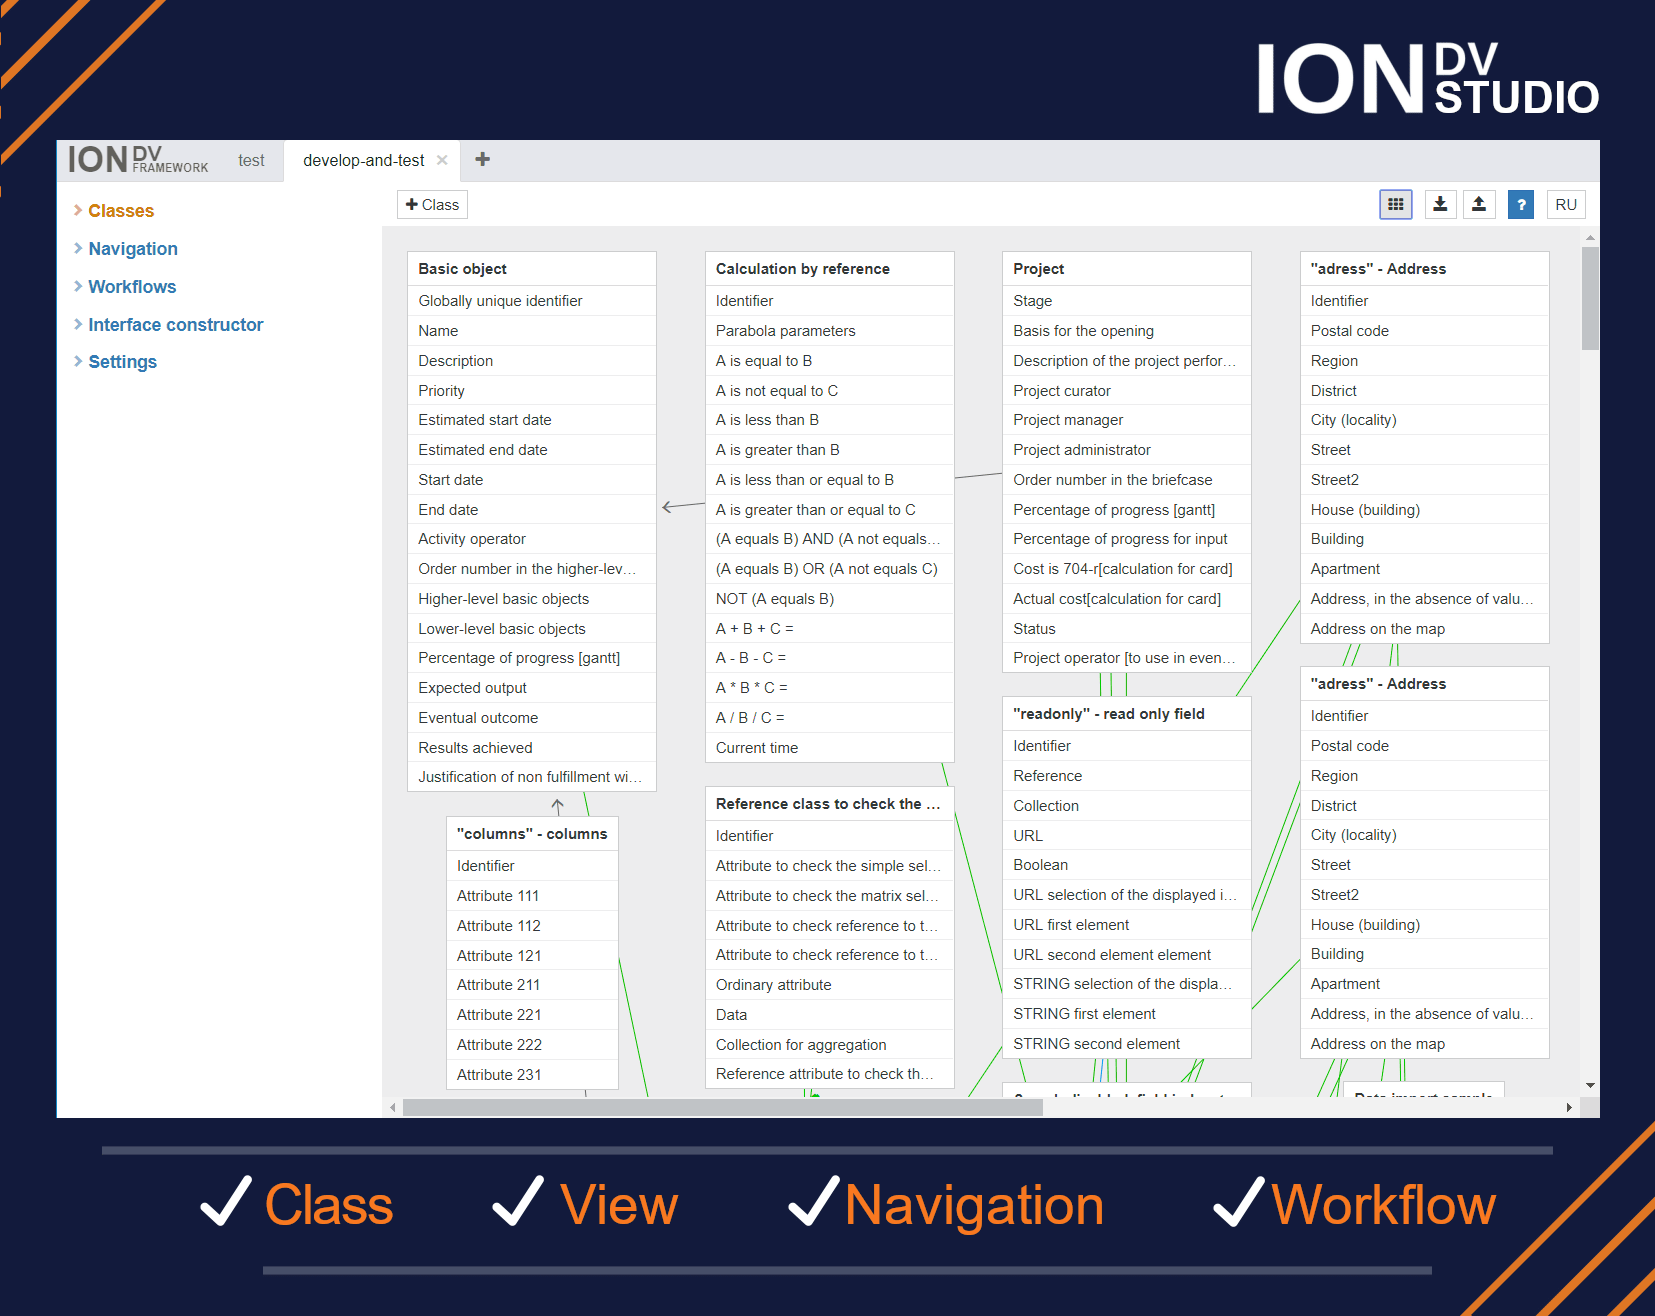 ION DV STUDIO
ION DV FRAMEWORK
test
develop-and-test
Classes
Navigation
Workflows
Interface constructor
Settings
Class
?
RU
Basic object
Globally unique identifier
Name
Description
Priority
Estimated start date
Estimated end date
Start date
End date
Activity operator
Order number in the higher-lev...
Higher-level basic objects
Lower-level basic objects
Percentage of progress [gantt]
Expected output
Eventual outcome
Results achieved
Justification of non fulfillment wi...
"columns" - columns
Identifier
Attribute 111
Attribute 112
Attribute 121
Attribute 211
Attribute 221
Attribute 222
Attribute 231
Calculation by reference
Identifier
Parabola parameters
A is equal to B
A is not equal to C
A is less than B
A is greater than B
A is less than or equal to B
A is greater than or equal to C
(A equals B) AND (A not equals...
(A equals B) OR (A not equals C)
NOT (A equals B)
A + B + C =
A - B - C =
A * B * C =
A / B / C =
Current time
Reference class to check the ...
Identifier
Attribute to check the simple sel...
Attribute to check the matrix sel...
Attribute to check reference to t...
Attribute to check reference to t...
Ordinary attribute
Data
Collection for aggregation
Reference attribute to check th...
Project
Stage
Basis for the opening
Description of the project perfor...
Project curator
Project manager
Project administrator
Order number in the briefcase
Percentage of progress [gantt]
Percentage of progress for input
Cost is 704-r[calculation for card]
Actual cost[calculation for card]
Status
Project operator [to use in even...
"readonly" - read only field
Identifier
Reference
Collection
URL
Boolean
URL selection of the displayed i...
URL first element
URL second element element
STRING selection of the displa...
STRING first element
STRING second element
"adress" - Address
Identifier
Postal code
Region
District
City (locality)
Street
Street2
House (building)
Building
Apartment
Address, in the absence of valu...
Address on the map
"adress" - Address
Identifier
Postal code
Region
District
City (locality)
Street
Street2
House (building)
Building
Apartment
Address, in the absence of valu...
Address on the map
Data import sample
Class
View
Navigation
Workflow